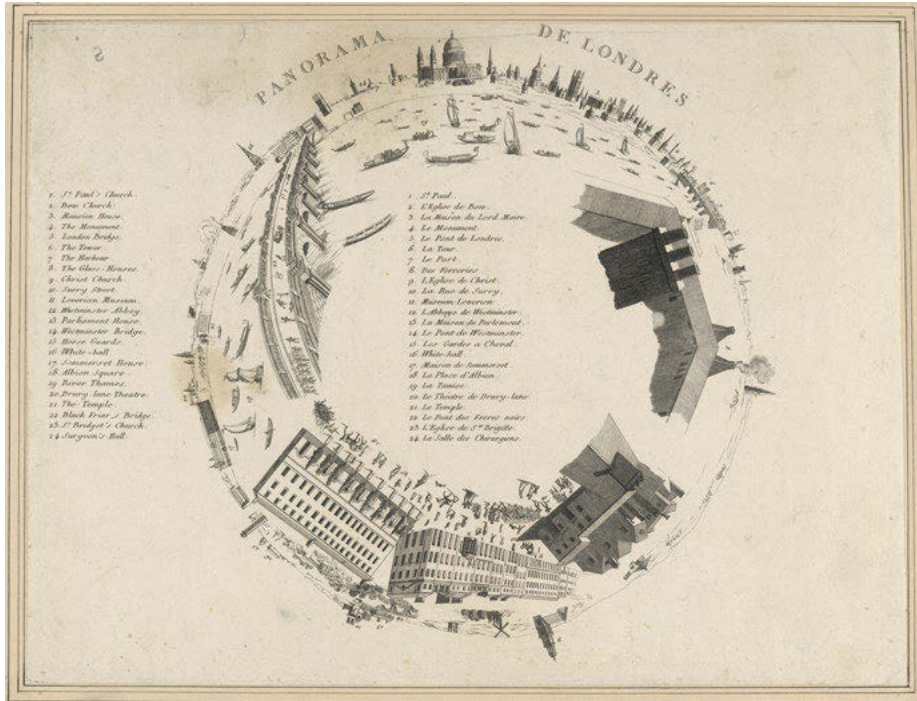 PANORAMA DE LONDRES
1. St. Paul's Church.
2. Bow Church.
3. Mansion House.
4. The Monument.
5. London Bridge.
6. The Tower.
7. The Harbour.
8. The Glass-Houses.
9. Christ Church.
10. Surry Street.
11. Leverian Museum.
12. Westminster Abbey.
13. Parliament House.
14. Westminster Bridge.
15. Horse Guards.
16. White-hall.
17. Sommerset House.
18. Albion Square.
19. River Thames.
20. Drury-lane Theatre.
21. The Temple.
22. Black Friar,s Bridge.
23. St. Bridget's Church.
24. Surgeon's Hall.
1. St. Paul.
2. L'Eglise de Bow.
3. La Maison du Lord Maire.
4. Le Monument.
5. Le Pont de Londres.
6. La Tour.
7. Le Port.
8. Des Verreries.
9. L'Eglise de Christ.
10. La Rue de Surry.
11. Museum Leverien.
12. L'Abbaye de Westminster.
13. La Maison du Parlement.
14. Le Pont de Westminster.
15. Les Gardes a Cheval.
16. White-hall.
17. Maison de Somerset.
18. La Place d'Albion.
19. La Tamise.
20. Le Théatre de Drury-lane.
21. Le Temple.
22. Le Pont des Freres noirs.
23. L'Eglise de Ste. Brigitte.
24. La Salle des Chirurgiens.